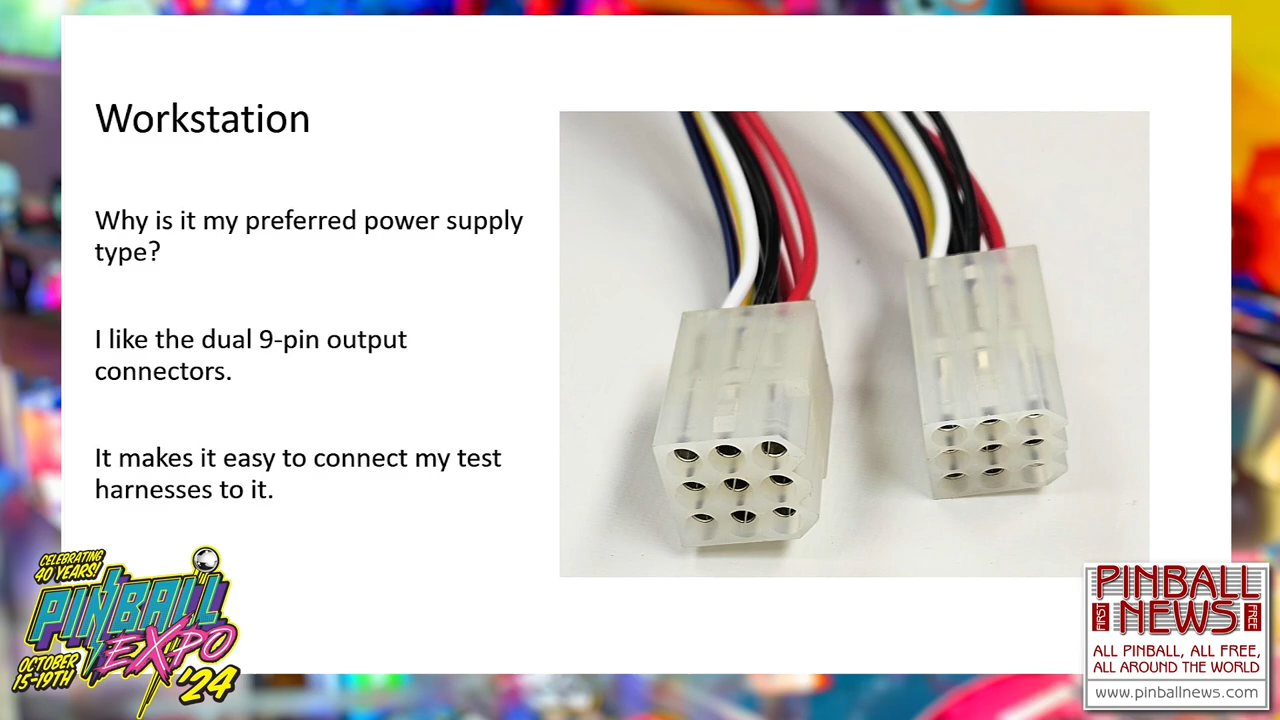 Workstation
Why is it my preferred power supply
type?
I like the dual 9-pin output
connectors.
It makes it easy to connect my test
harnesses to it.
CELEBRATING
40 YEARS!
PINBALL
EXPO
OCTOBER
15-19TH
'24
PINBALL
FIRST NEWS FREE
ALL PINBALL, ALL FREE,
ALL AROUND THE WORLD
www.pinballnews.com